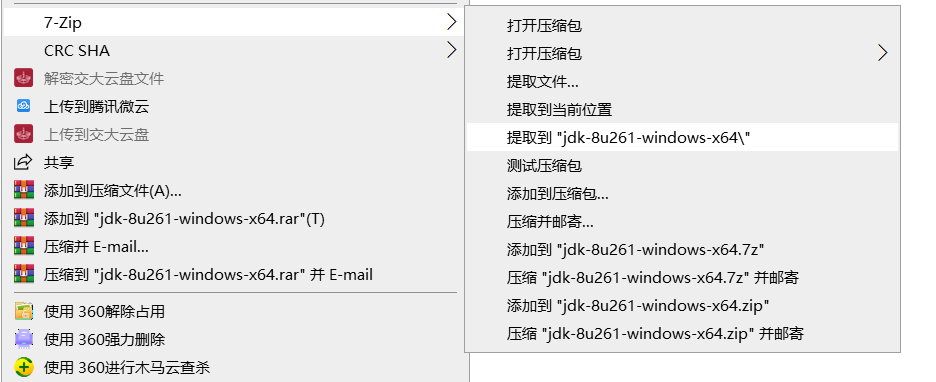 7-Zip
CRC SHA
解密交大云盘文件
上传到腾讯微云
上传到交大云盘
共享
添加到压缩文件(A)...
添加到 "jdk-8u261-windows-x64.rar"(T)
压缩并 E-mail...
压缩到 "jdk-8u261-windows-x64.rar" 并 E-mail
使用 360解除占用
使用 360强力删除
使用 360进行木马云查杀
打开压缩包
打开压缩包
提取文件...
提取到当前位置
提取到 "jdk-8u261-windows-x64\"
测试压缩包
添加到压缩包...
压缩并邮寄...
添加到 "jdk-8u261-windows-x64.7z"
压缩 "jdk-8u261-windows-x64.7z" 并邮寄
添加到 "jdk-8u261-windows-x64.zip"
压缩 "jdk-8u261-windows-x64.zip" 并邮寄